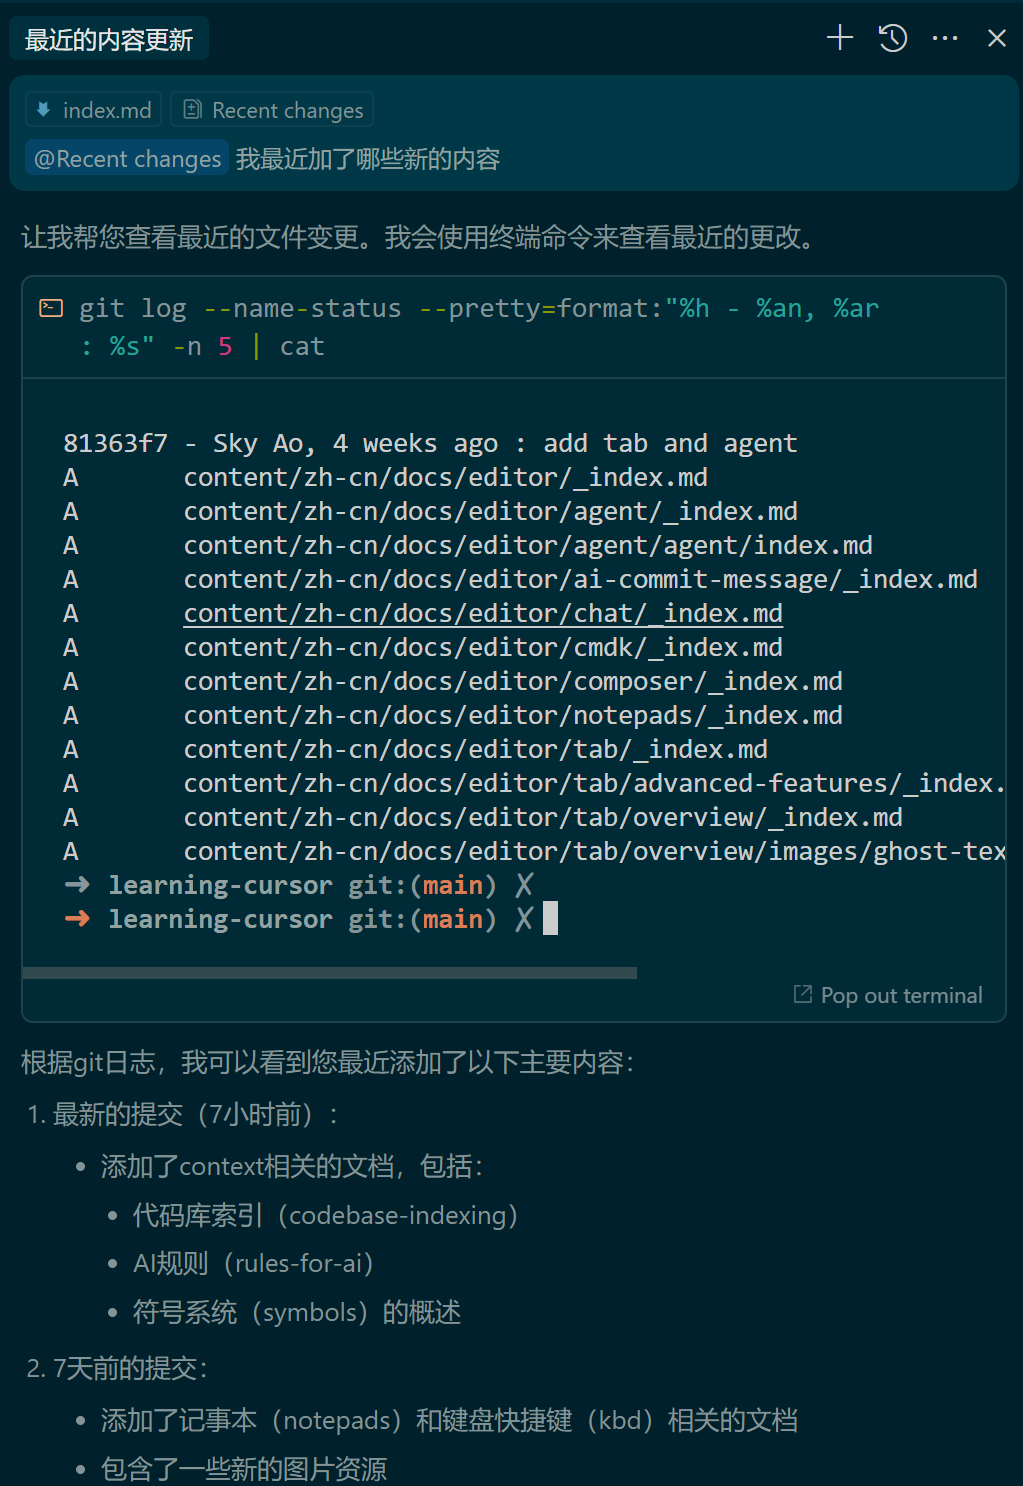 最近的内容更新
index.md Recent changes
@Recent changes 我最近加了哪些新的内容
让我帮您查看最近的文件变更。我会使用终端命令来查看最近的更改。
git log --name-status --pretty=format:"%h - %an, %ar
: %s" -n 5 | cat
81363f7 - Sky Ao, 4 weeks ago : add tab and agent
A content/zh-cn/docs/editor/_index.md
A content/zh-cn/docs/editor/agent/_index.md
A content/zh-cn/docs/editor/agent/agent/index.md
A content/zh-cn/docs/editor/ai-commit-message/_index.md
A content/zh-cn/docs/editor/chat/_index.md
A content/zh-cn/docs/editor/cmdk/_index.md
A content/zh-cn/docs/editor/composer/_index.md
A content/zh-cn/docs/editor/notepads/_index.md
A content/zh-cn/docs/editor/tab/_index.md
A content/zh-cn/docs/editor/tab/advanced-features/_index.
A content/zh-cn/docs/editor/tab/overview/_index.md
A content/zh-cn/docs/editor/tab/overview/images/ghost-tex
➜ learning-cursor git:(main) ✗
➜ learning-cursor git:(main) ✗
Pop out terminal
根据git日志，我可以看到您最近添加了以下主要内容：
1. 最新的提交（7小时前）：
• 添加了context相关的文档，包括：
• 代码库索引（codebase-indexing）
• AI规则（rules-for-ai）
• 符号系统（symbols）的概述
2. 7天前的提交：
• 添加了记事本（notepads）和键盘快捷键（kbd）相关的文档
• 包含了一些新的图片资源